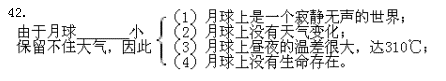 42.
(1) 月球上是一个寂静无声的世界；
由于月球______小 (2) 月球上没有天气变化；
保留不住大气，因此 (3) 月球上昼夜的温差很大，达310℃；
(4) 月球上没有生命存在。